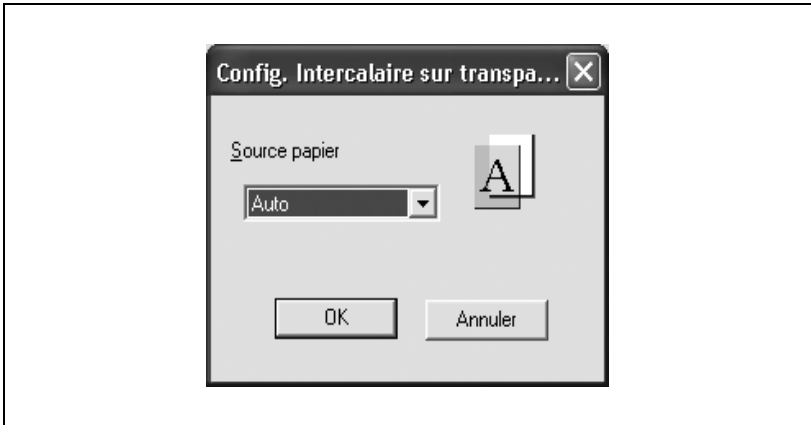 Config. Intercalaire sur transpa...
Source papier
A
Auto
OK Annuler